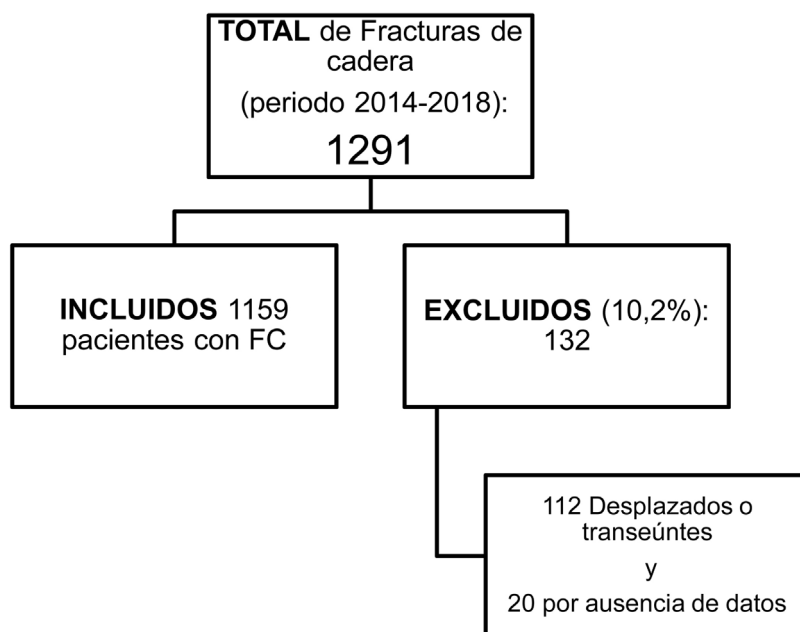 TOTAL de Fracturas de
cadera
(periodo 2014-2018):
1291
INCLUIDOS 1159
pacientes con FC
EXCLUIDOS (10,2%):
132
112 Desplazados o
transeúntes
y
20 por ausencia de datos